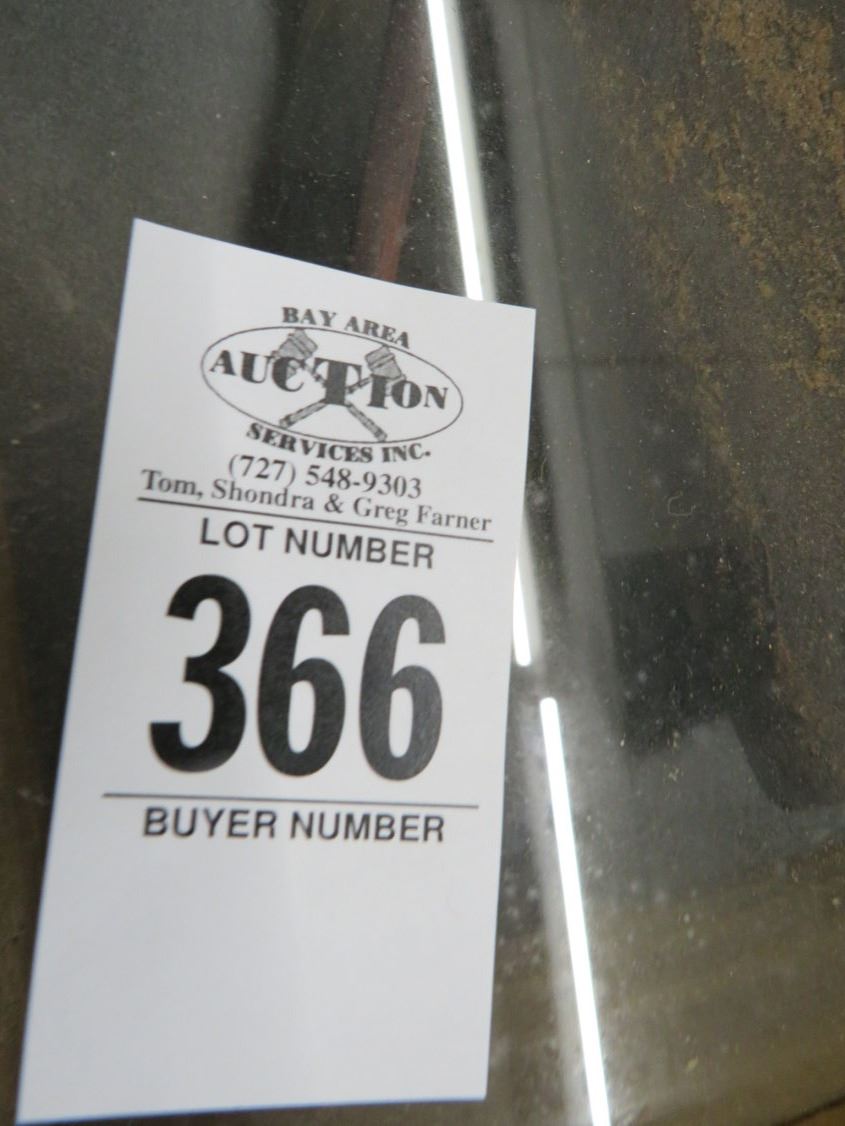 BAY AREA
AUCTION
SERVICES INC.
(727) 548-9303
Tom, Shondra & Greg Farner
LOT NUMBER
366
BUYER NUMBER